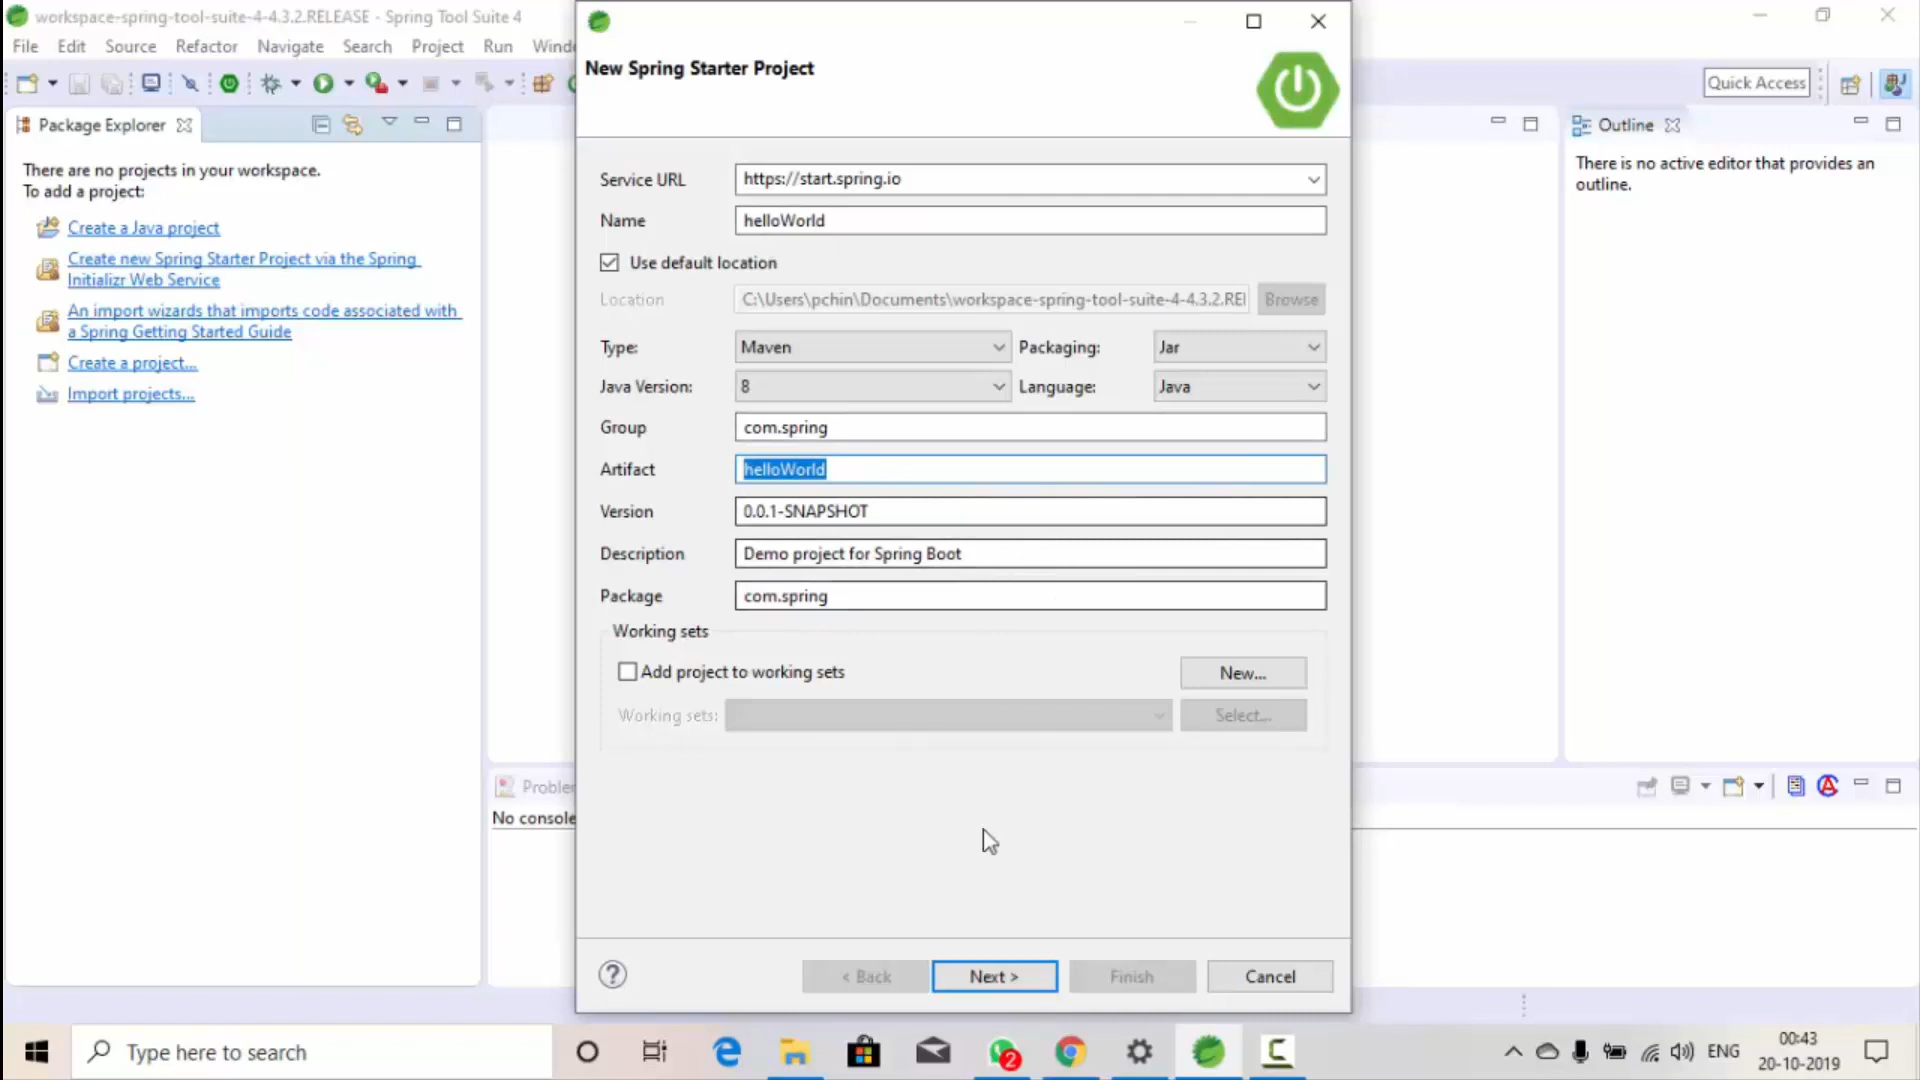 workspace-spring-tool-suite-4-4.3.2.RELEASE - Spring Tool Suite 4
File Edit Source Refactor Navigate Search Project Run Windo
Quick Access
Package Explorer
There are no projects in your workspace.
To add a project:
Create a Java project
Create new Spring Starter Project via the Spring
Initializr Web Service
An import wizards that imports code associated with
a Spring Getting Started Guide
Create a project...
Import projects...
New Spring Starter Project
Service URL https://start.spring.io
Name helloWorld
Use default location
Location C:\Users\pchin\Documents\workspace-spring-tool-suite-4-4.3.2.REI Browse
Type: Maven Packaging: Jar
Java Version: 8 Language: Java
Group com.spring
Artifact helloWorld
Version 0.0.1-SNAPSHOT
Description Demo project for Spring Boot
Package com.spring
Working sets
Add project to working sets New...
Working sets: Select...
< Back Next > Finish Cancel
Outline
There is no active editor that provides an
outline.
Probler
No console
Type here to search
2
ENG
00:43
20-10-2019